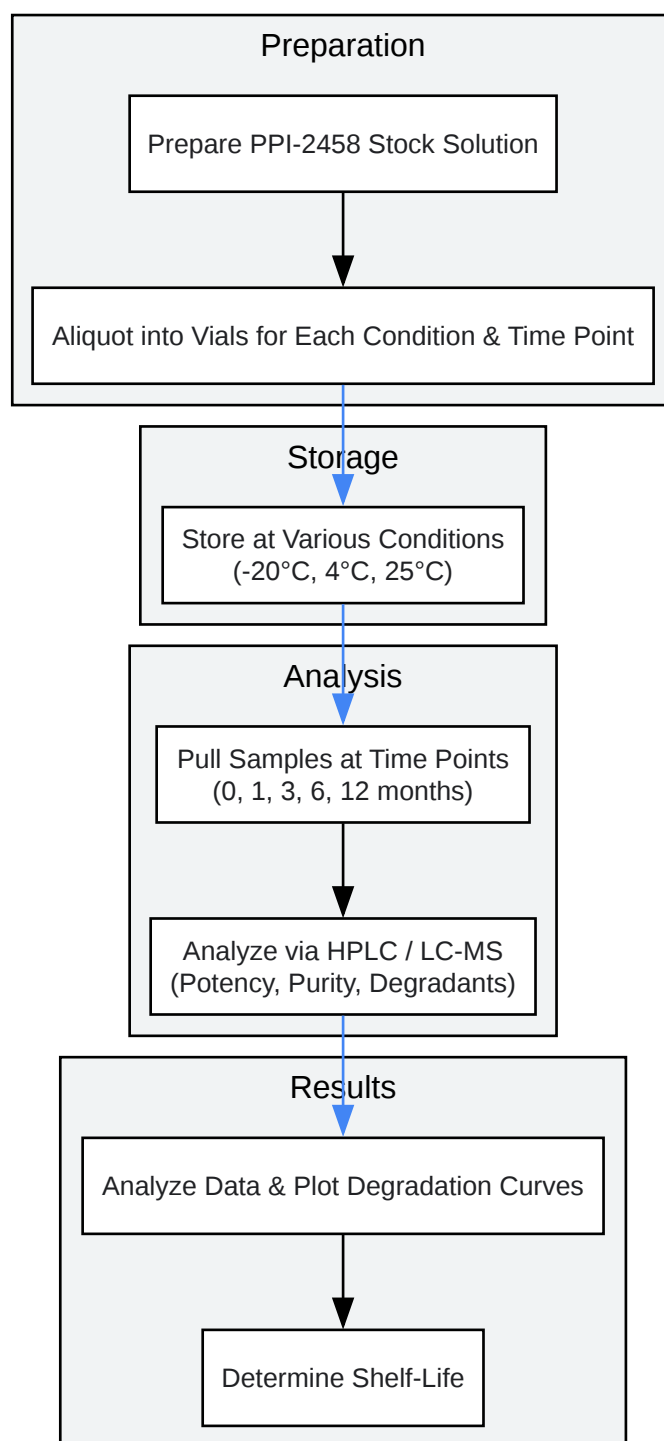 Preparation
Prepare PPI-2458 Stock Solution
Aliquot into Vials for Each Condition & Time Point
Storage
Store at Various Conditions
(-20°C, 4°C, 25°C)
Analysis
Pull Samples at Time Points
(0, 1, 3, 6, 12 months)
Analyze via HPLC / LC-MS
(Potency, Purity, Degradants)
Results
Analyze Data & Plot Degradation Curves
Determine Shelf-Life